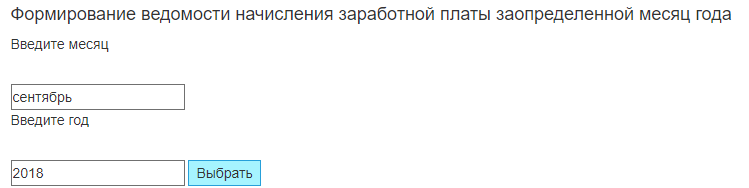 Формирование ведомости начисления заработной платы заопределенной месяц года
Введите месяц
сентябрь
Введите год
2018 Выбрать